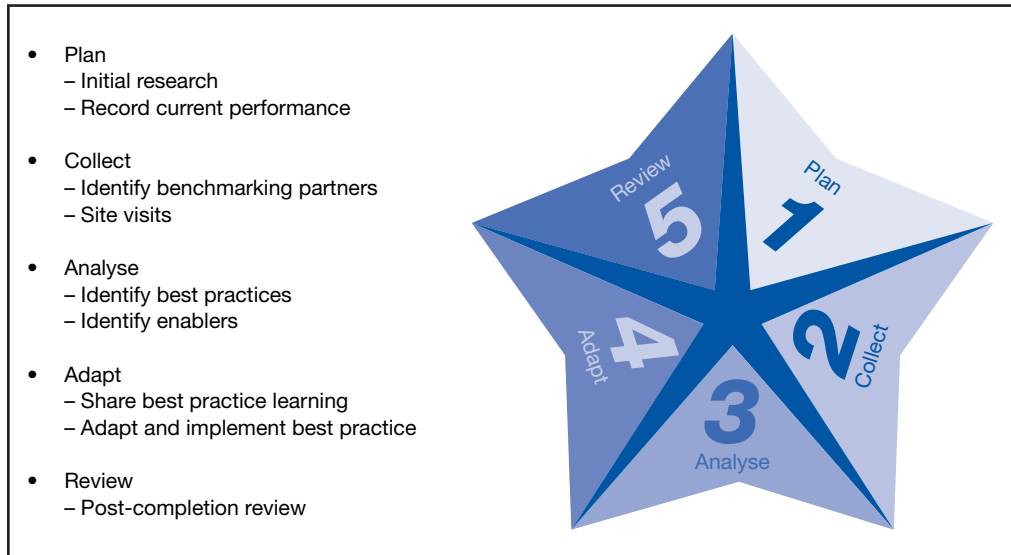 • Plan
– Initial research
– Record current performance
• Collect
– Identify benchmarking partners
– Site visits
• Analyse
– Identify best practices
– Identify enablers
• Adapt
– Share best practice learning
– Adapt and implement best practice
• Review
– Post-completion review
Plan
1
2
Collect
3
Analyse
4
Adapt
Review
5